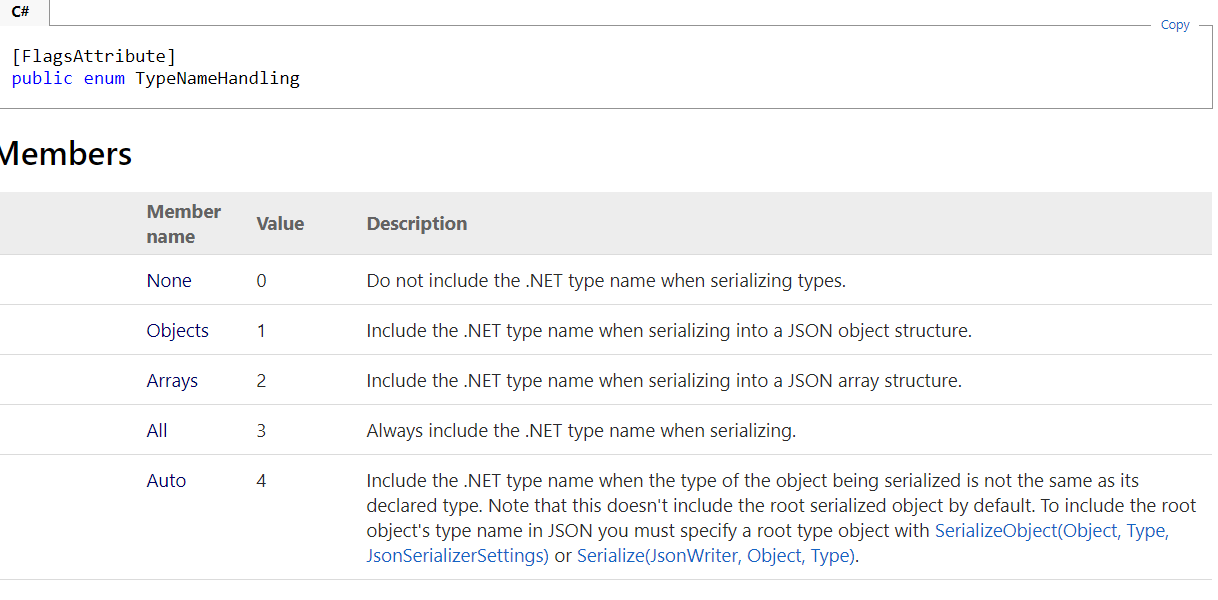 C#
Copy
[FlagsAttribute]
public enum TypeNameHandling
Members
Member name Value Description
None 0 Do not include the .NET type name when serializing types.
Objects 1 Include the .NET type name when serializing into a JSON object structure.
Arrays 2 Include the .NET type name when serializing into a JSON array structure.
All 3 Always include the .NET type name when serializing.
Auto 4 Include the .NET type name when the type of the object being serialized is not the same as its
declared type. Note that this doesn't include the root serialized object by default. To include the root
object's type name in JSON you must specify a root type object with SerializeObject(Object, Type,
JsonSerializerSettings) or Serialize(JsonWriter, Object, Type).